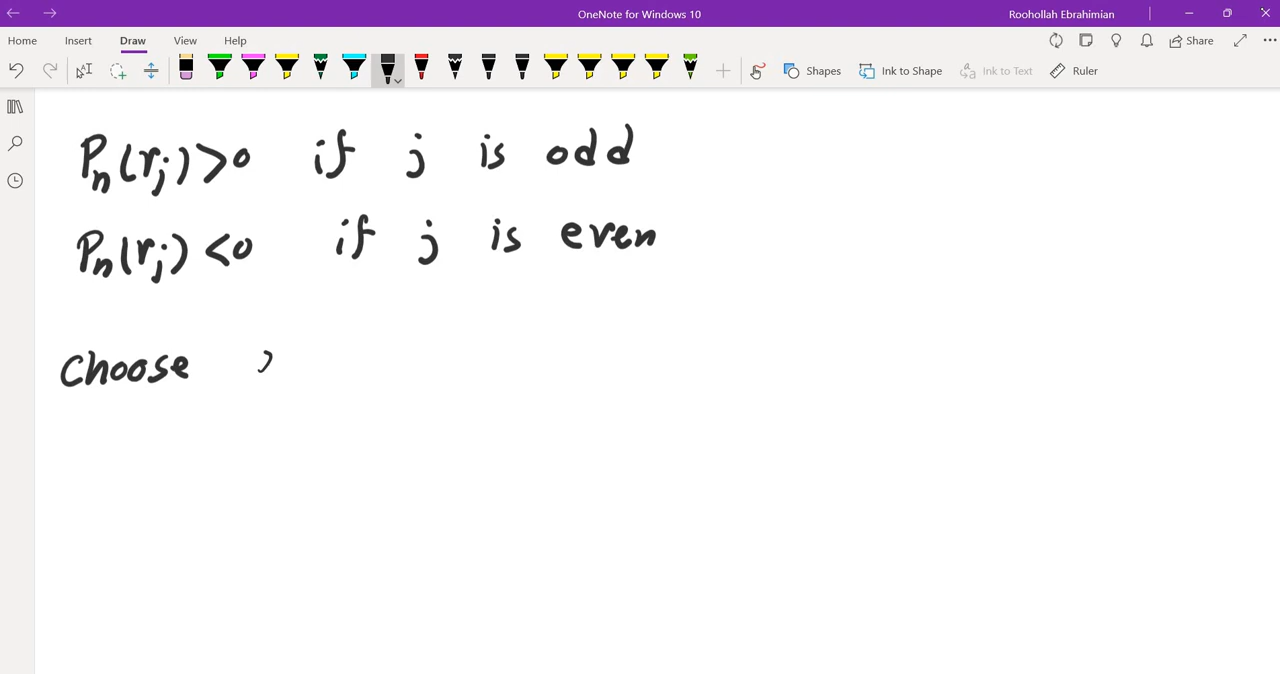 OneNote for Windows 10
Roohollah Ebrahimian
Home Insert Draw View Help
Share
Shapes Ink to Shape Ink to Text Ruler
Pₙ(rⱼ)>0 if j is odd
Pₙ(rⱼ)<0 if j is even
Choose